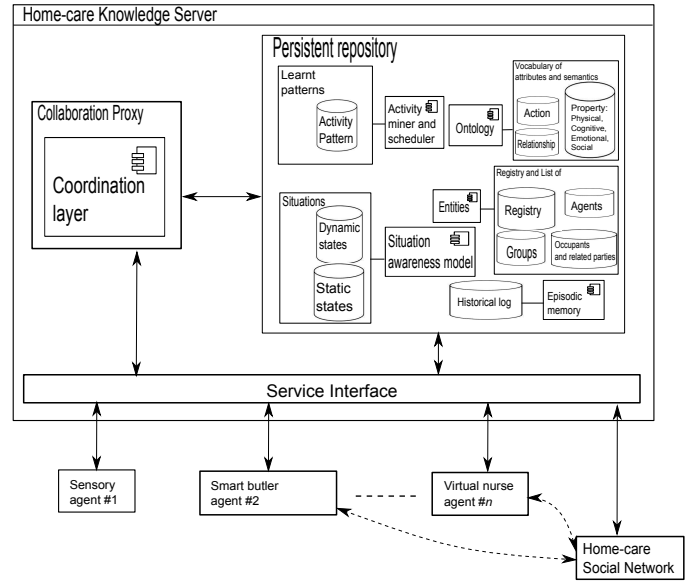 Home-care Knowledge Server
Persistent repository
Learnt
patterns
Activity
Pattern
Activity
miner and
scheduler
Ontology
Vocabulary of
attributes and semantics
Action
Relationship
Property:
Physical,
Cognitive,
Emotional,
Social
Collaboration Proxy
Coordination
layer
Situations
Dynamic
states
Static
states
Situation
awareness model
Entities
Registry and List of
Registry
Agents
Groups
Occupants
and related parties
Historical log
Episodic
memory
Service Interface
Sensory
agent #1
Smart butler
agent #2
Virtual nurse
agent #n
Home-care
Social Network